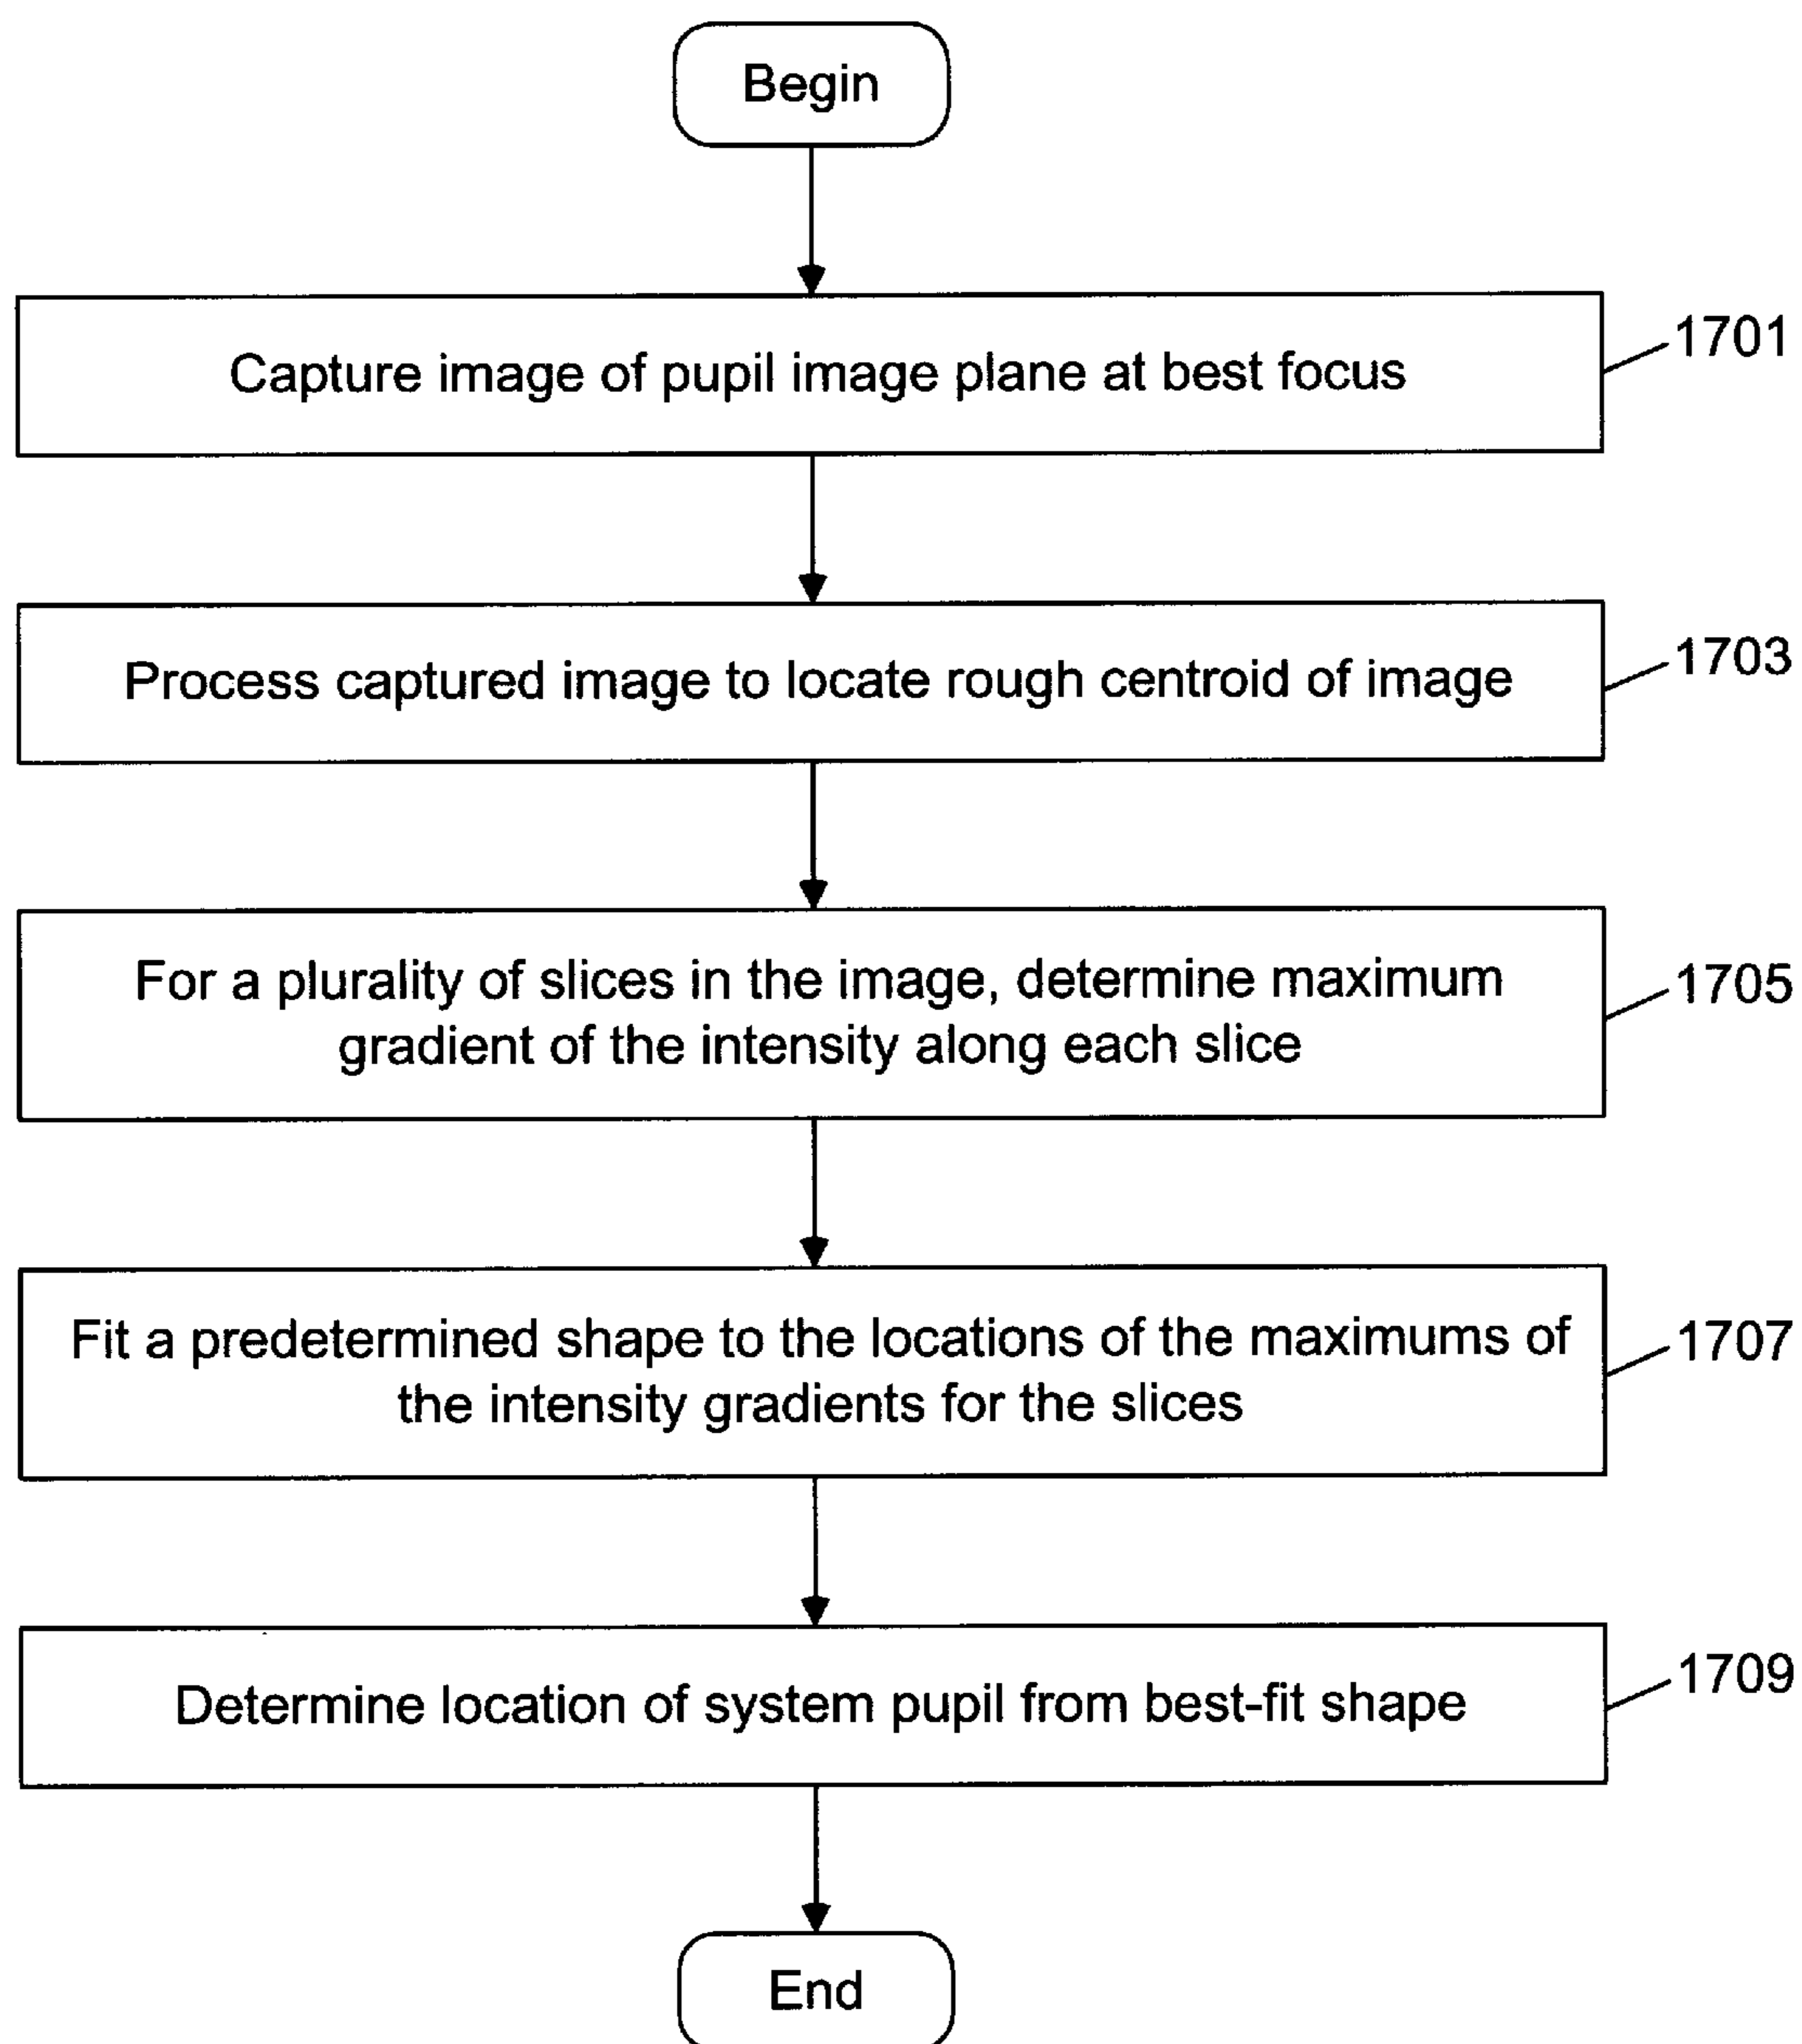 Begin
Capture image of pupil image plane at best focus
1701
Process captured image to locate rough centroid of image
1703
For a plurality of slices in the image, determine maximum
gradient of the intensity along each slice
1705
Fit a predetermined shape to the locations of the maximums of
the intensity gradients for the slices
1707
Determine location of system pupil from best-fit shape
1709
End